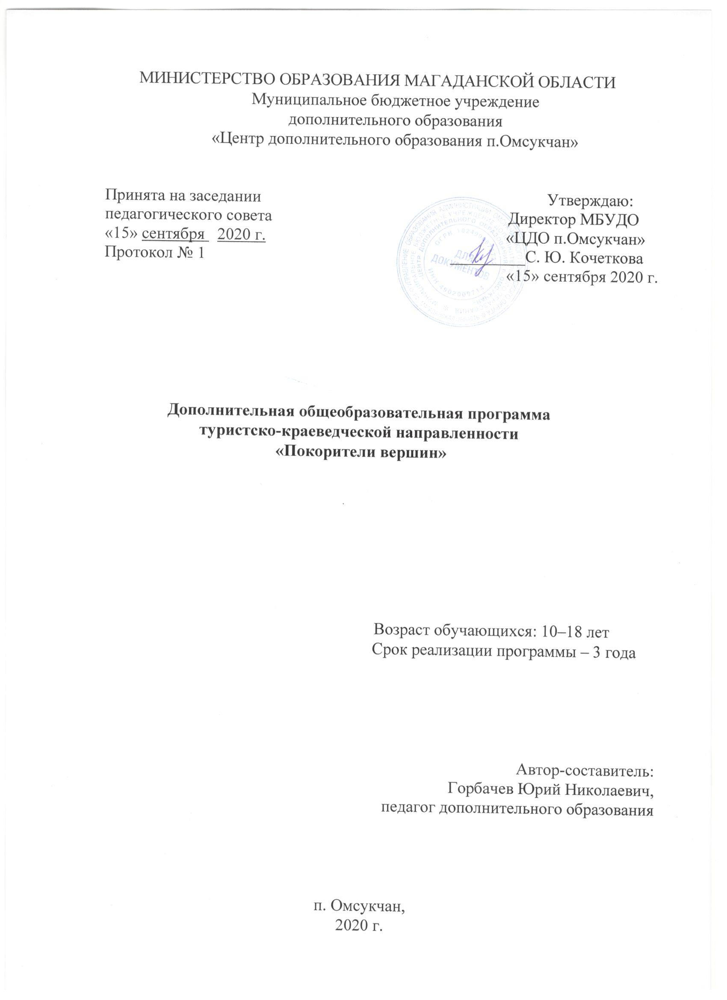 МИНИСТЕРСТВО ОБРАЗОВАНИЯ МАГАДАНСКОЙ ОБЛАСТИ
Муниципальное бюджетное учреждение
дополнительного образования
«Центр дополнительного образования п.Омсукчан»
Принята на заседании
педагогического совета
«15» сентября 2020 г.
Протокол № 1
Утверждаю:
Директор МБУДО
«ЦДО п.Омсукчан»
С. Ю. Кочеткова
«15» сентября 2020 г.
ДЛЯ
ДОКУМЕНТОВ
ИНН 4902009714
Дополнительная общеобразовательная программа
туристско-краеведческой направленности
«Покорители вершин»
Возраст обучающихся: 10–18 лет
Срок реализации программы – 3 года
Автор-составитель:
Горбачев Юрий Николаевич,
педагог дополнительного образования
п. Омсукчан,
2020 г.